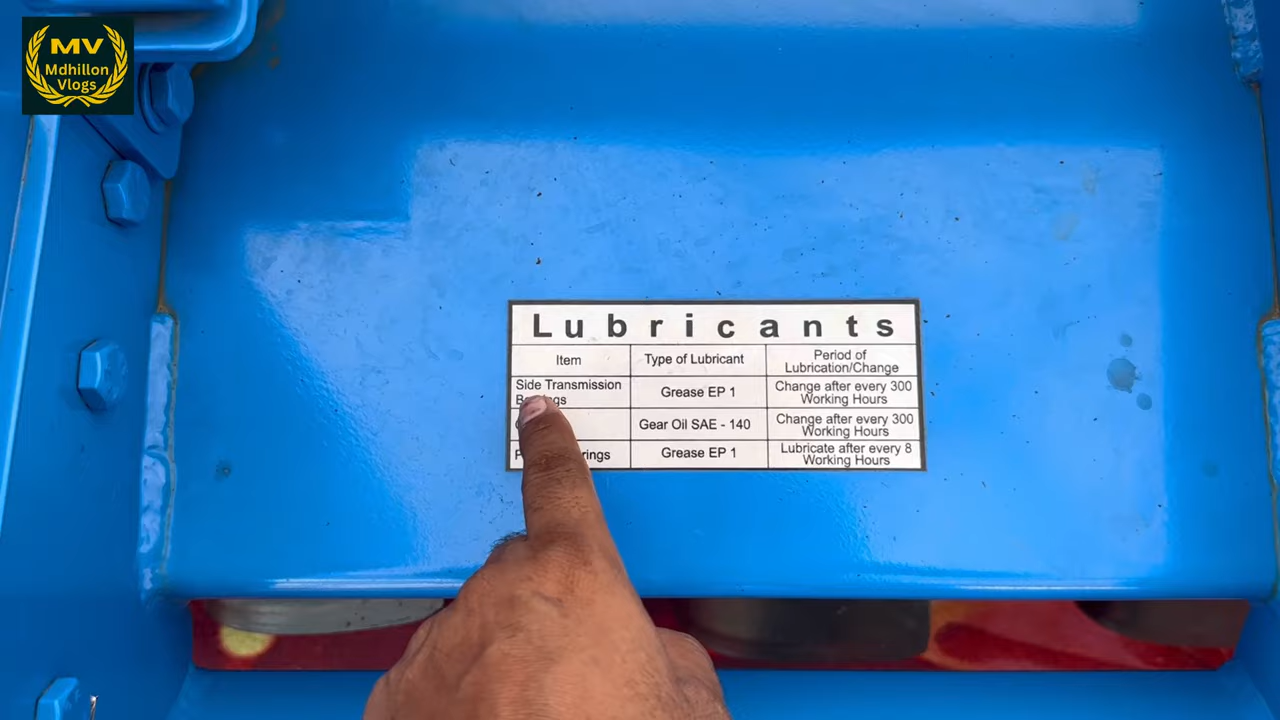 MV
Mdhillon
Vlogs
Lubricants
Item
Type of Lubricant
Period of
Lubrication/Change
Side Transmission
Grease EP 1
Change after every 300
Working Hours
Gear Oil SAE - 140
Change after every 300
Working Hours
Grease EP 1
Lubricate after every 8
Working Hours